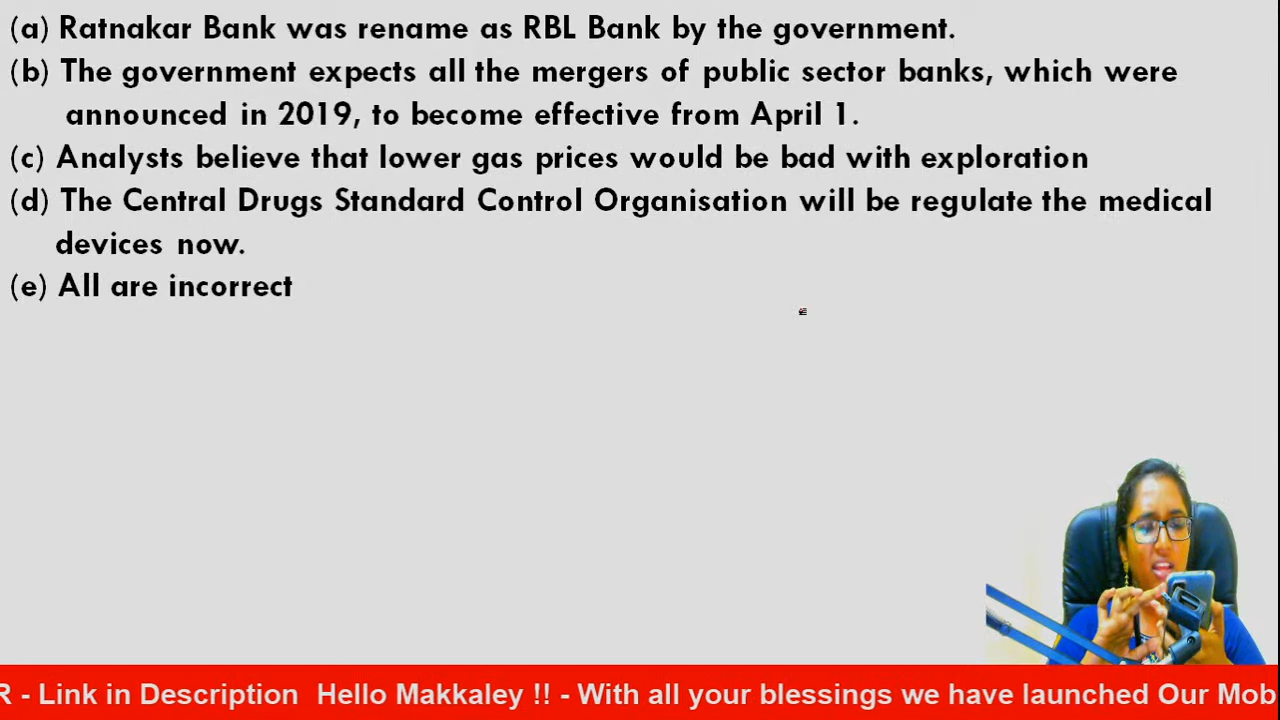 (a) Ratnakar Bank was rename as RBL Bank by the government.
(b) The government expects all the mergers of public sector banks, which were
announced in 2019, to become effective from April 1.
(c) Analysts believe that lower gas prices would be bad with exploration
(d) The Central Drugs Standard Control Organisation will be regulate the medical
devices now.
(e) All are incorrect
R - Link in Description Hello Makkaley !! - With all your blessings we have launched Our Mob